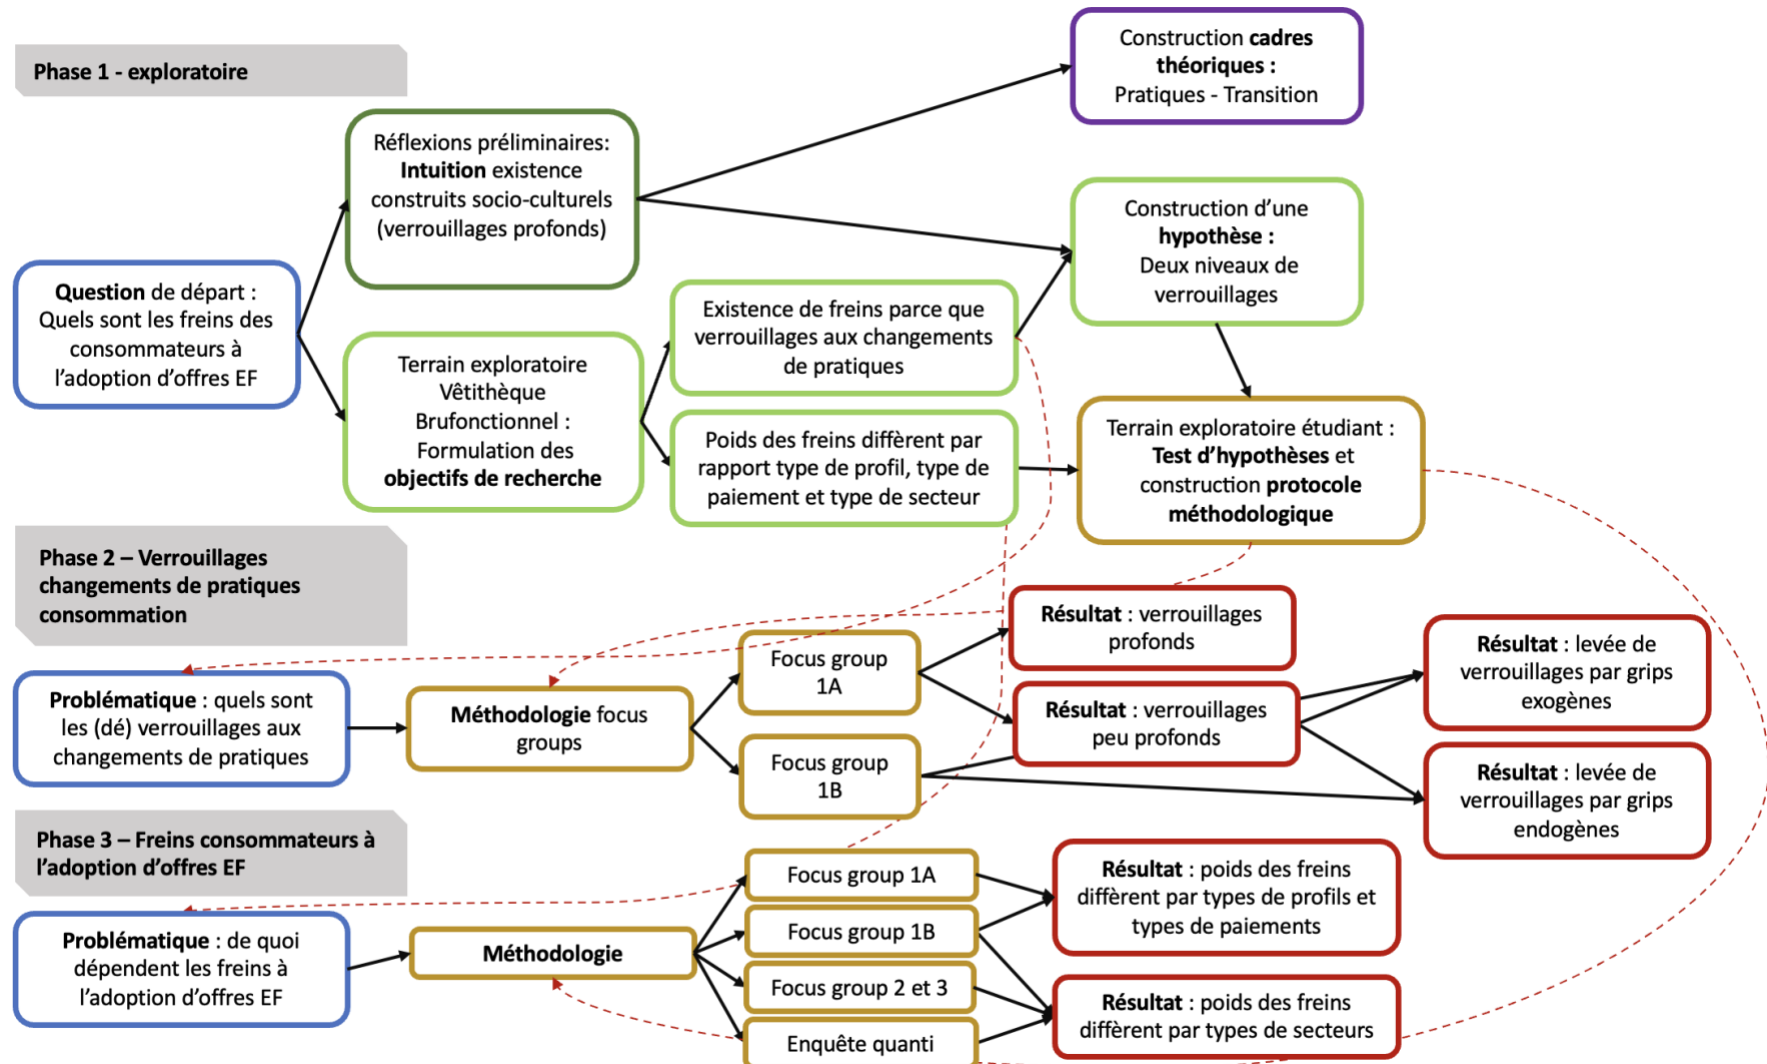 Phase 1 - exploratoire
Construction cadres
théoriques :
Pratiques - Transition
Réflexions préliminaires:
Intuition existence
construits socio-culturels
(verrouillages profonds)
Construction d’une
hypothèse :
Deux niveaux de
verrouillages
Question de départ :
Quels sont les freins des
consommateurs à
l’adoption d’offres EF
Existence de freins parce que
verrouillages aux changements
de pratiques
Terrain exploratoire
Vêtithèque
Brufonctionnel :
Formulation des
objectifs de recherche
Poids des freins diffèrent par
rapport type de profil, type de
paiement et type de secteur
Terrain exploratoire étudiant :
Test d’hypothèses et
construction protocole
méthodologique
Phase 2 – Verrouillages
changements de pratiques
consommation
Problématique : quels sont
les (dé) verrouillages aux
changements de pratiques
Méthodologie focus
groups
Focus group
1A
Focus group
1B
Résultat : verrouillages
profonds
Résultat : verrouillages
peu profonds
Résultat : levée de
verrouillages par grips
exogènes
Résultat : levée de
verrouillages par grips
endogènes
Phase 3 – Freins consommateurs à
l’adoption d’offres EF
Problématique : de quoi
dépendent les freins à
l’adoption d’offres EF
Méthodologie
Focus group 1A
Focus group 1B
Focus group 2 et 3
Enquête quanti
Résultat : poids des freins
diffèrent par types de profils et
types de paiements
Résultat : poids des freins
diffèrent par types de secteurs